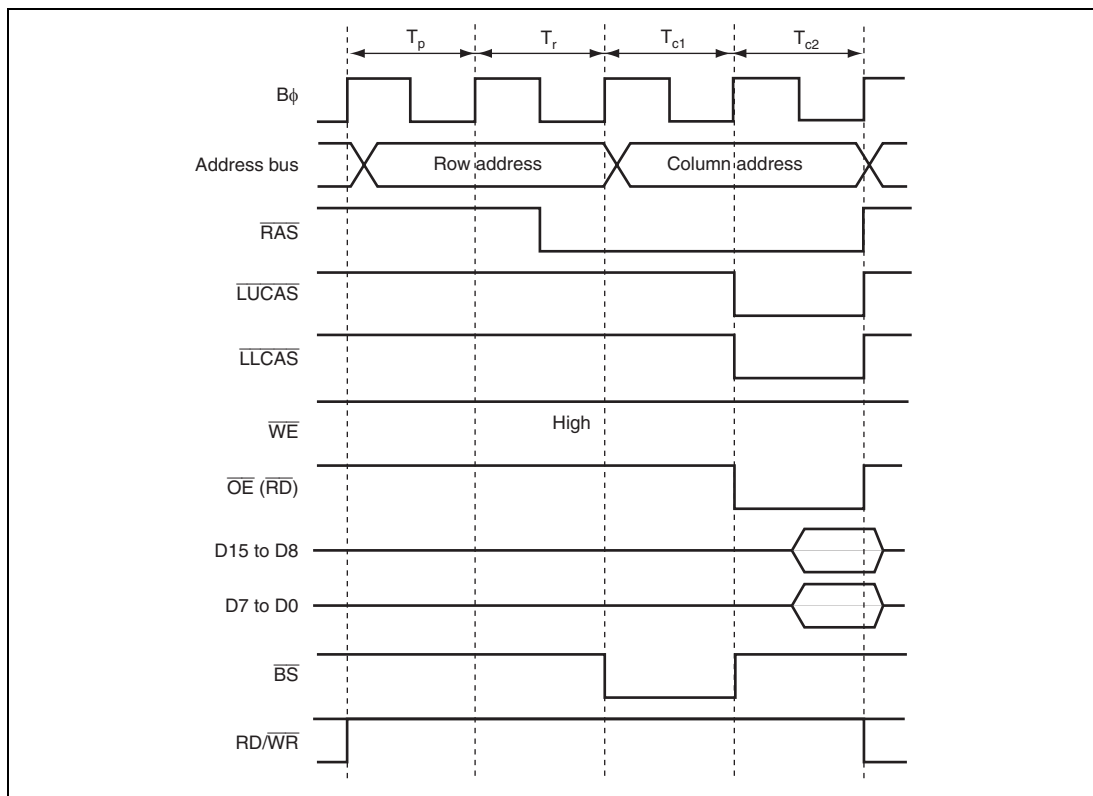 Tp Tr Tc1 Tc2
Bφ
Address bus Row address Column address
RAS
LUCAS
LLCAS
High
WE
OE (RD)
D15 to D8
D7 to D0
BS
RD/WR